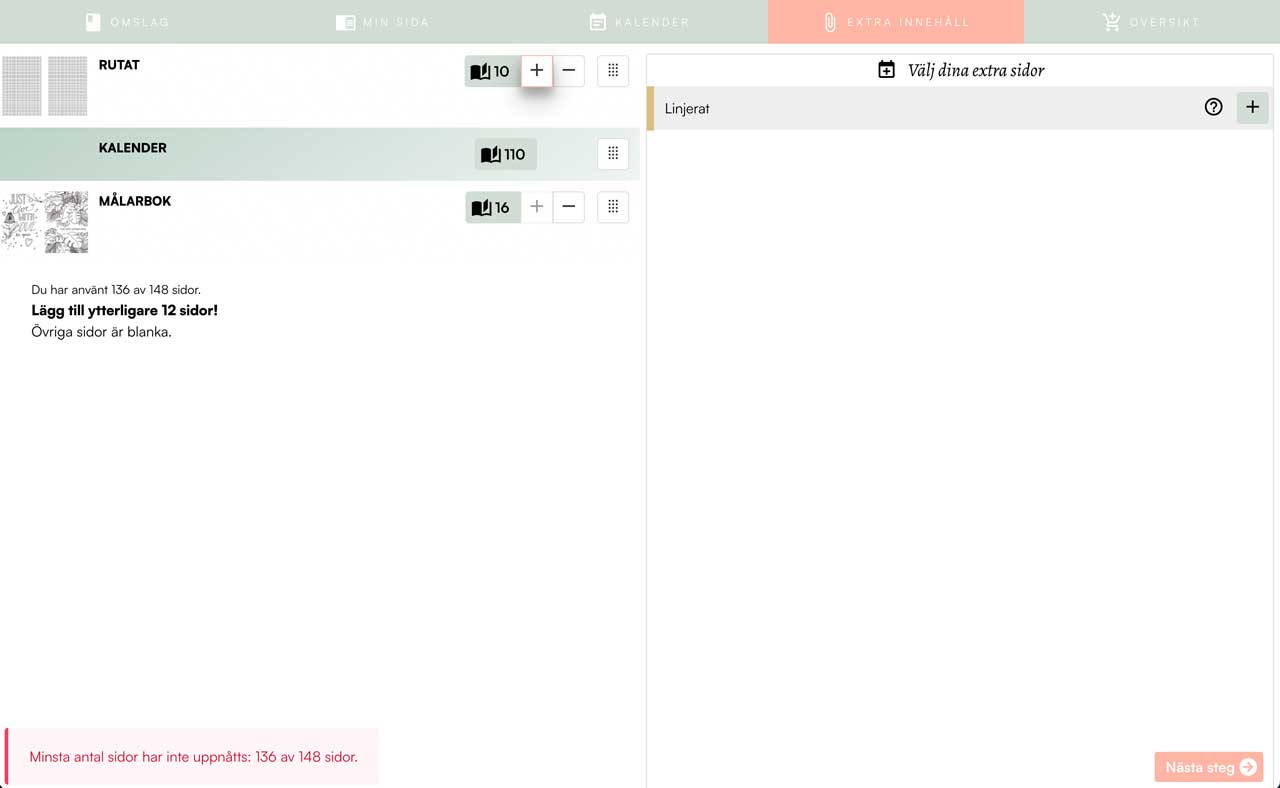 OMSLAG
MIN SIDA
KALENDER
EXTRA INNEHÅLL
ÖVERSIKT
RUTAT
10
KALENDER
110
MÅLARBOK
16
Du har använt 136 av 148 sidor.
Lägg till ytterligare 12 sidor!
Övriga sidor är blanka.
Minsta antal sidor har inte uppnåtts: 136 av 148 sidor.
Välj dina extra sidor
Linjerat
Nästa steg